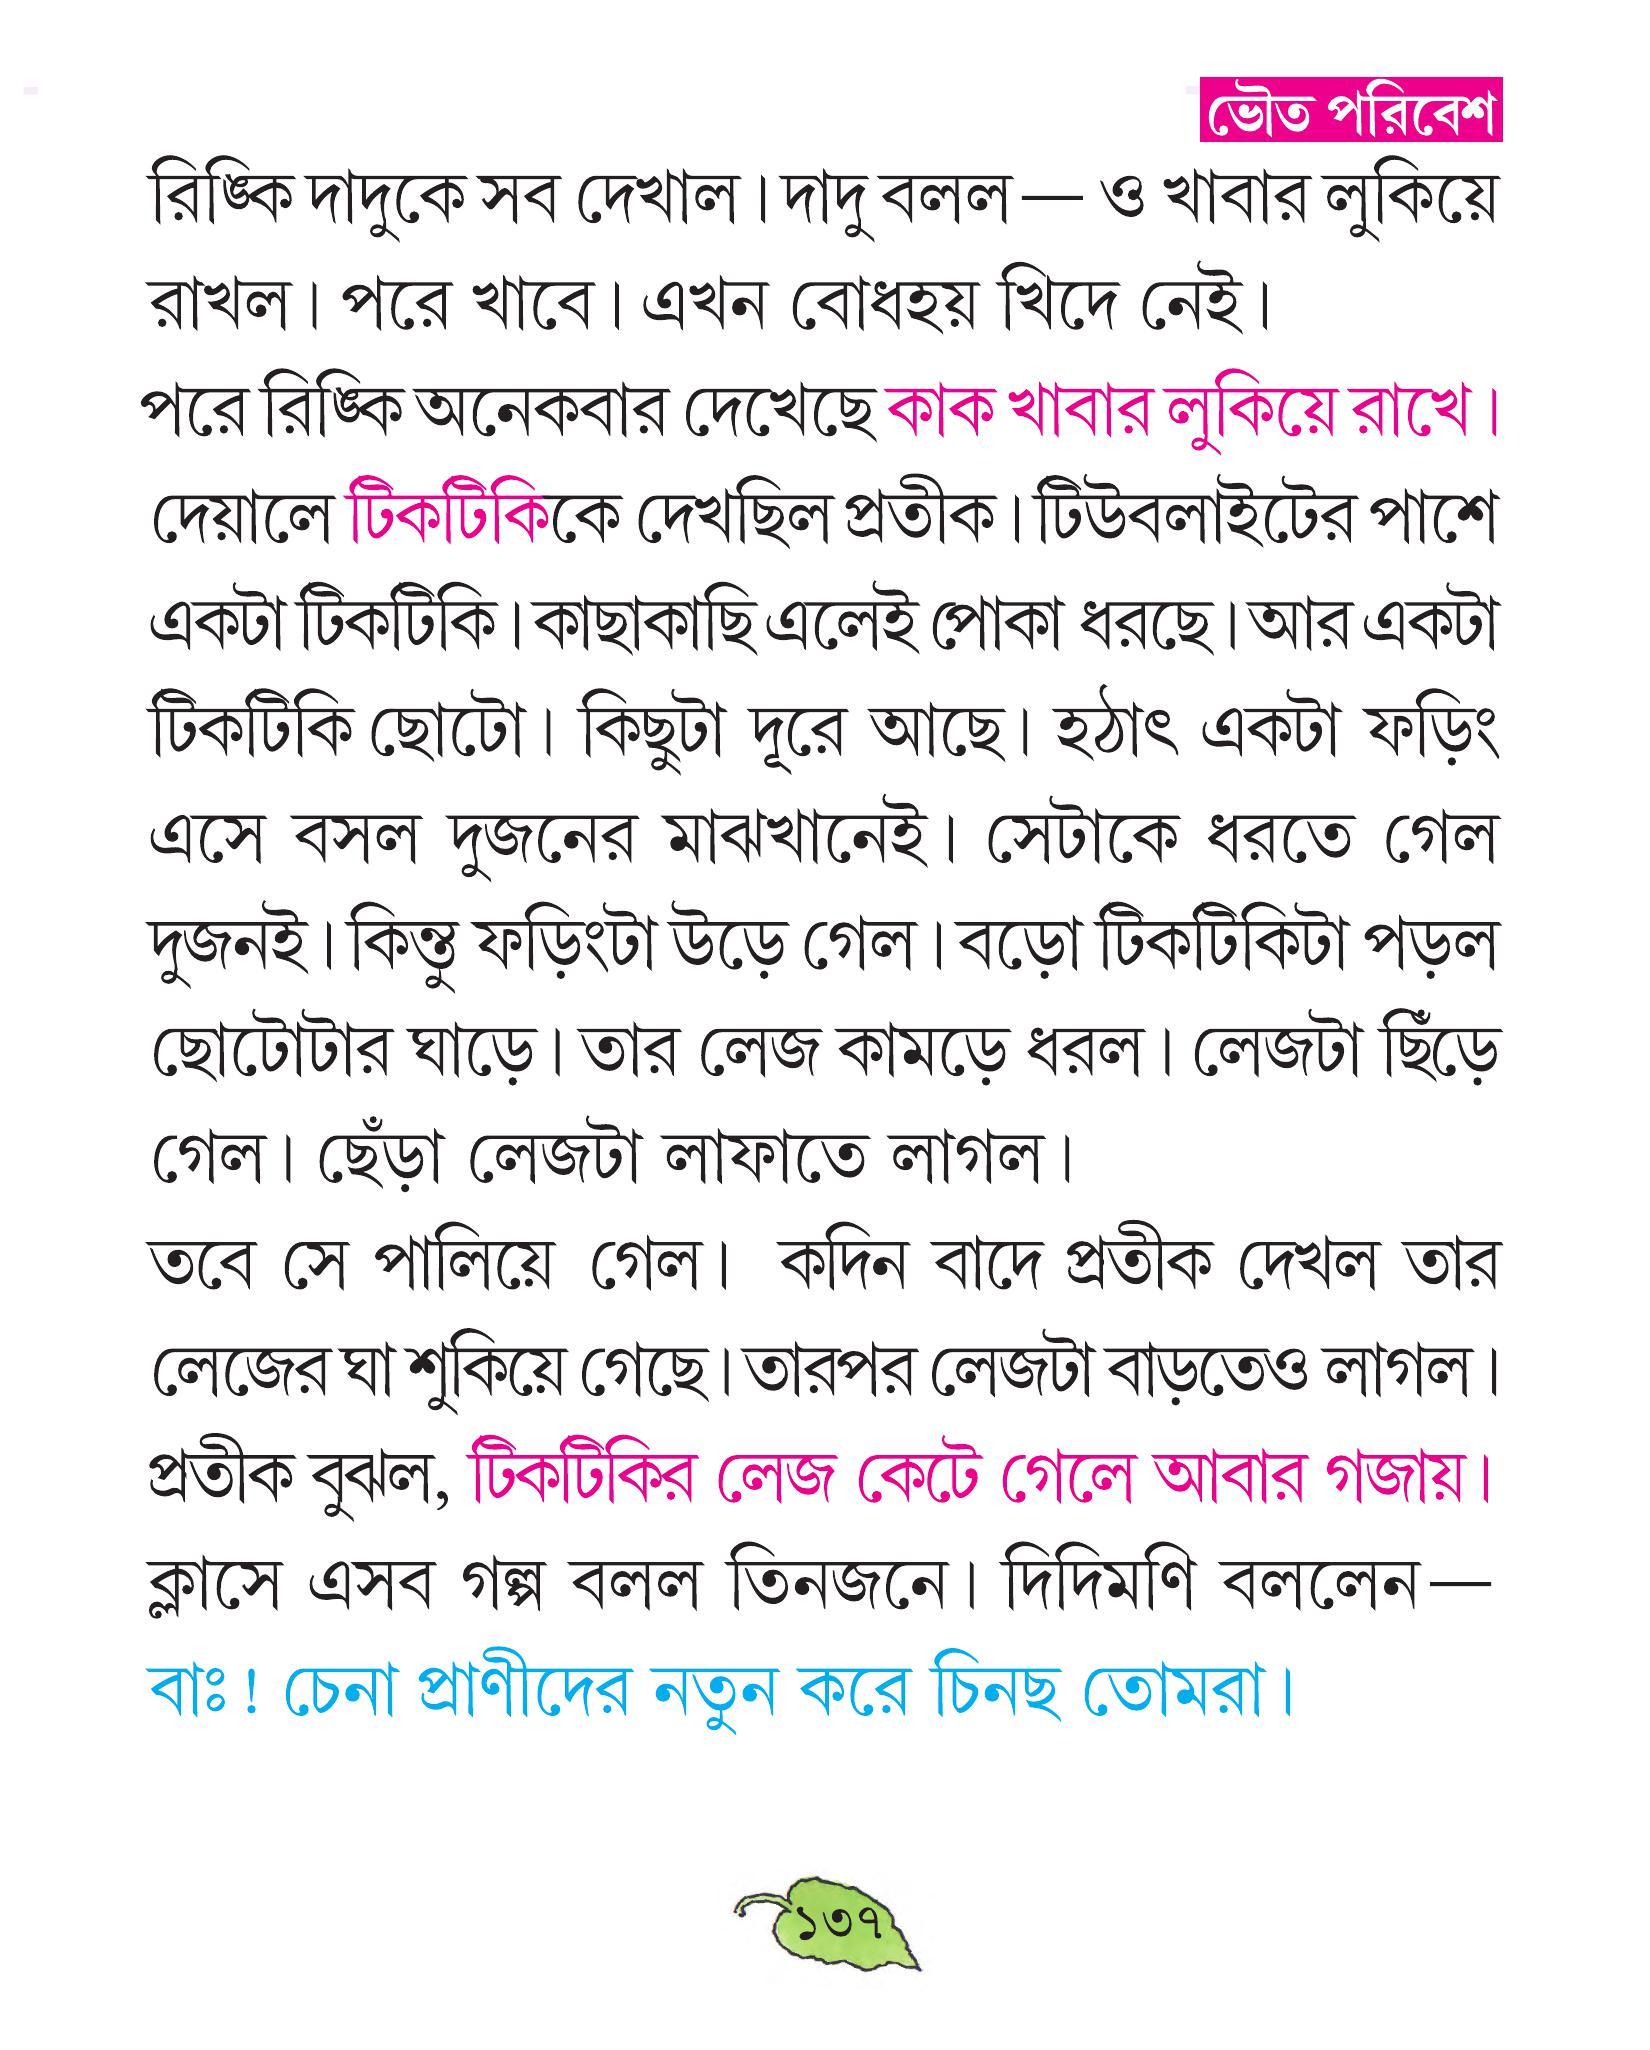 ভৌত পরিবেশ
রিঙ্কি দাদুকে সব দেখাল। দাদু বলল — ও খাবার লুকিয়ে
রাখল। পরে খাবে। এখন বোধহয় খিদে নেই।
পরে রিঙ্কি অনেকবার দেখেছে কাক খাবার লুকিয়ে রাখে।
দেয়ালে টিকটিকিকে দেখছিল প্রতীক। টিউবলাইটের পাশে
একটা টিকটিকি। কাছাকাছি এলেই পোকা ধরছে। আর একটা
টিকটিকি ছোটো। কিছুটা দূরে আছে। হঠাৎ একটা ফড়িং
এসে বসল দুজনের মাঝখানেই। সেটাকে ধরতে গেল
দুজনই। কিন্তু ফড়িংটা উড়ে গেল। বড়ো টিকটিকিটা পড়ল
ছোটোটার ঘাড়ে। তার লেজ কামড়ে ধরল। লেজটা ছিঁড়ে
গেল। ছেঁড়া লেজটা লাফাতে লাগল।
তবে সে পালিয়ে গেল। কদিন বাদে প্রতীক দেখল তার
লেজের ঘা শুকিয়ে গেছে। তারপর লেজটা বাড়তেও লাগল।
প্রতীক বুঝল, টিকটিকির লেজ কেটে গেলে আবার গজায়।
ক্লাসে এসব গল্প বলল তিনজনে। দিদিমণি বললেন —
বাঃ! চেনা প্রাণীদের নতুন করে চিনছ তোমরা।
১৩৭